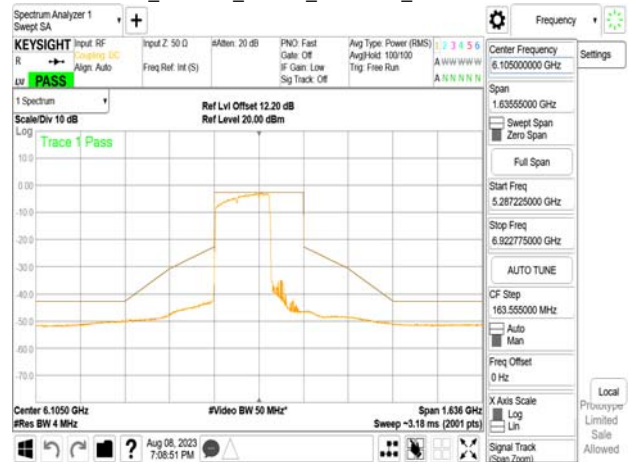 Spectrum Analyzer 1
Swept SA
Frequency
KEYSIGHT
R
LW PASS
Input: RF
Coupling: DC
Align: Auto
Input Z: 50 Ω
Freq Ref: Int (S)
#Atten: 20 dB
PNO: Fast
Gate: Off
IF Gain: Low
Sig Track: Off
Avg Type: Power (RMS)
Avg|Hold: 100/100
Trig: Free Run
1 2 3 4 5 6
A W W W W W
A N N N N N
Center Frequency
6.105000000 GHz
Settings
Span
1.63555000 GHz
Swept Span
Zero Span
Full Span
Start Freq
5.287225000 GHz
Stop Freq
6.922775000 GHz
AUTO TUNE
CF Step
163.555000 MHz
Auto
Man
Freq Offset
0 Hz
X Axis Scale
Log
Lin
Signal Track
(Span Zoom)
Local
Prototype
Limited
Sale
Allowed
1 Spectrum
Scale/Div 10 dB
Ref Lvl Offset 12.20 dB
Ref Level 20.00 dBm
Log
Trace 1 Pass
10.0
0.00
-10.0
-20.0
-30.0
-40.0
-50.0
-60.0
-70.0
Center 6.1050 GHz
#Res BW 4 MHz
#Video BW 50 MHz*
Span 1.636 GHz
Sweep ~3.18 ms (2001 pts)
?
Aug 08, 2023
7:08:51 PM